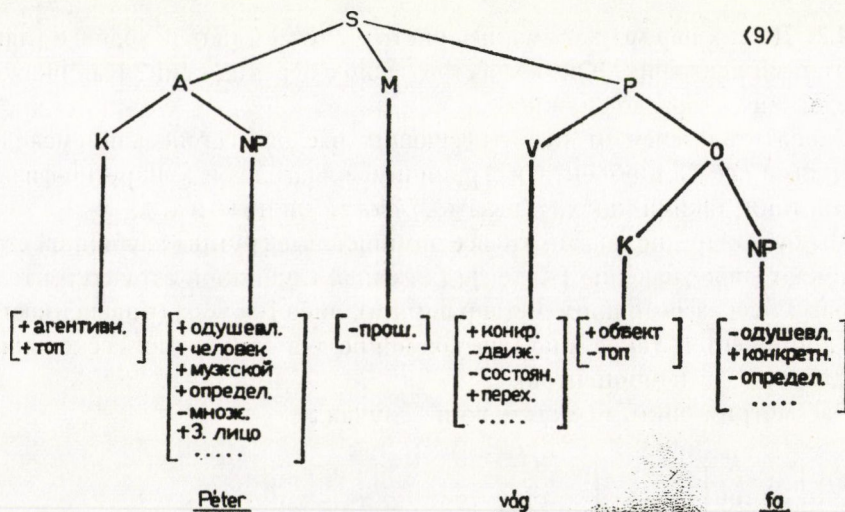 S ⟨9⟩
A M P
K NP V O
K NP
+ агентивн. + одушевл. -прош. + конкр. +объект -одушевл.
+топ + человек -движ. -топ + конкретн.
+ мужской -состоян. -определ.
+ определ. +перех. .....
-множ. .....
+3. лицо
.....
Péter vág fa